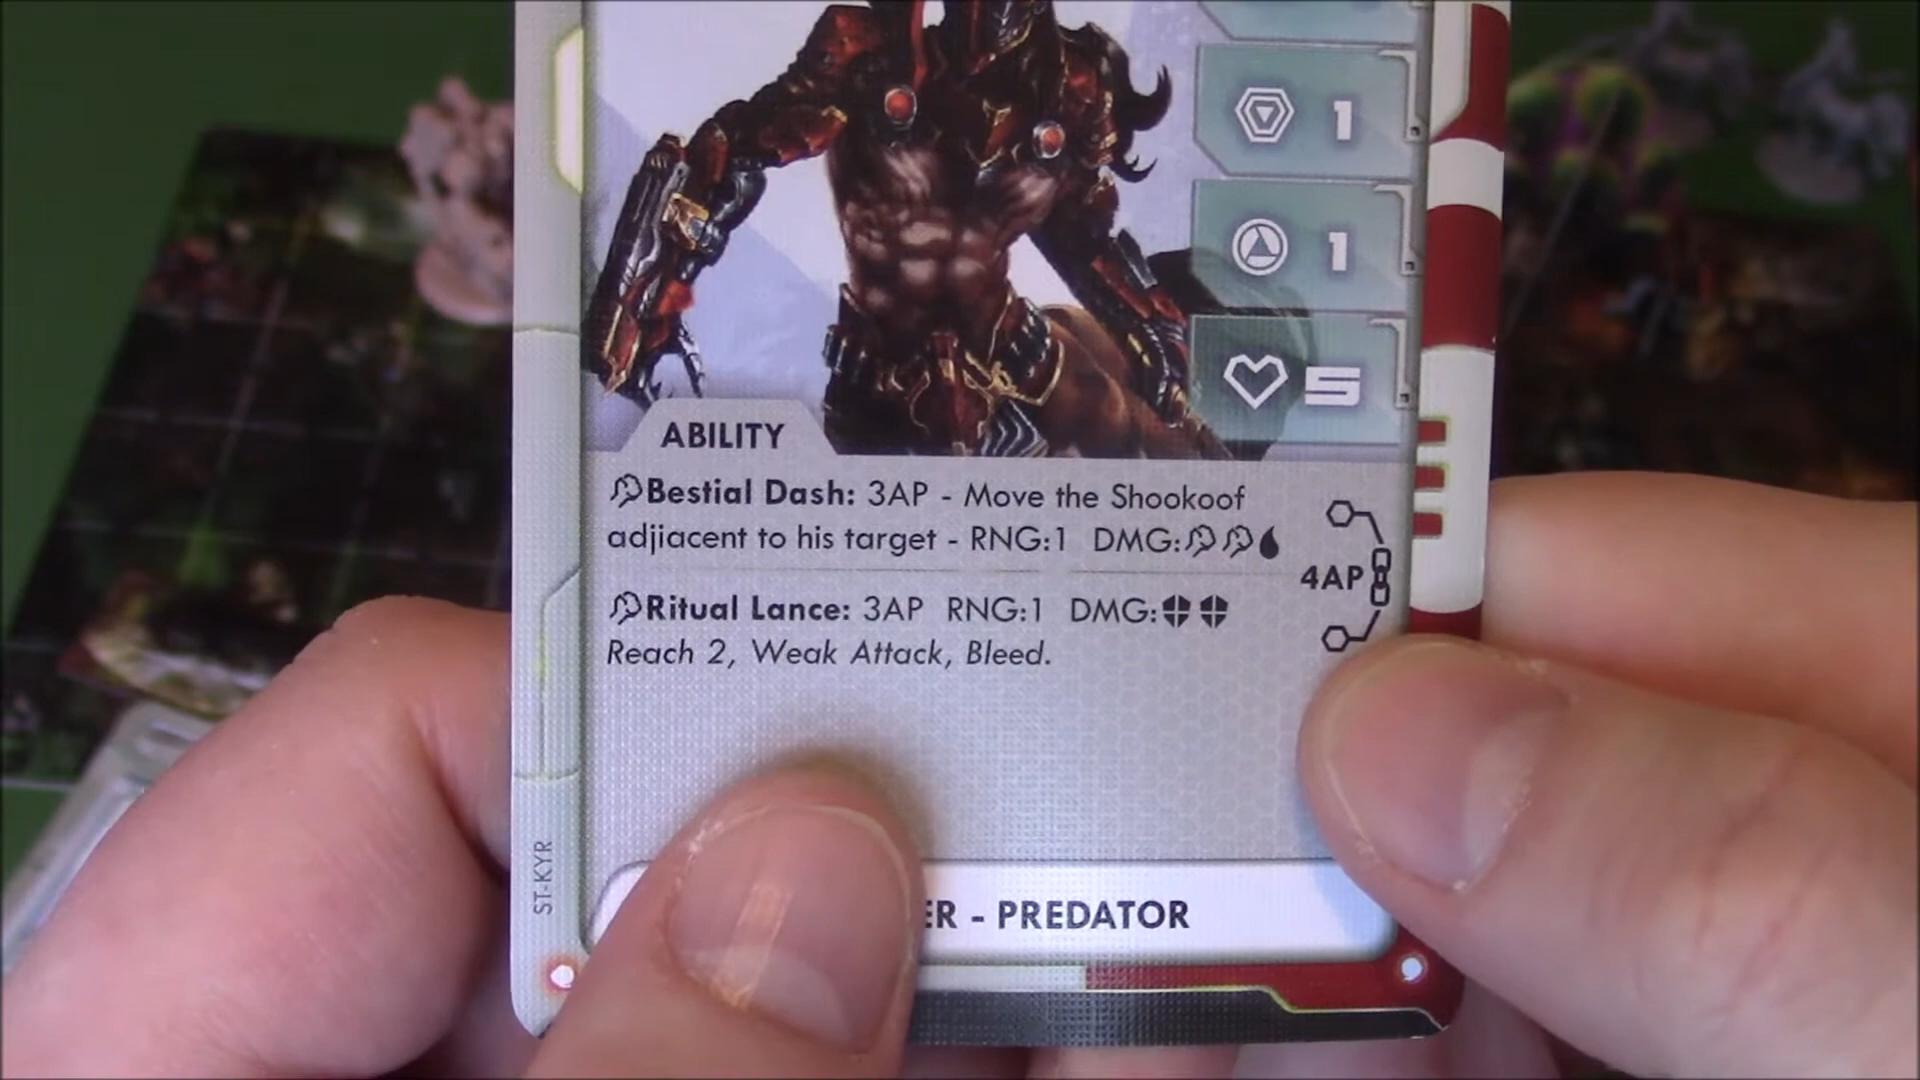 1
1
5
ABILITY
Bestial Dash: 3AP - Move the Shookoof
adjiacent to his target - RNG:1 DMG:
4AP
Ritual Lance: 3AP RNG:1 DMG:
Reach 2, Weak Attack, Bleed.
ST-KYR
- PREDATOR